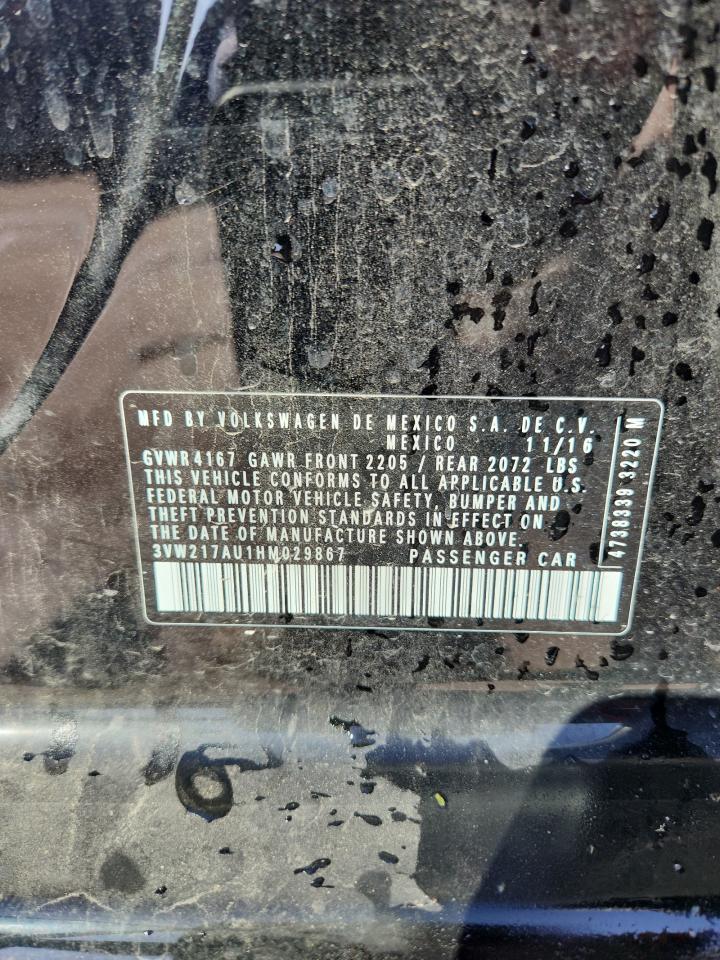 MFD BY VOLKSWAGEN DE MEXICO S.A. DE C.V.
MEXICO 11/16
GVWR4167 GAWR FRONT 2205 / REAR 2072 LBS
THIS VEHICLE CONFORMS TO ALL APPLICABLE U.S.
FEDERAL MOTOR VEHICLE SAFETY, BUMPER AND
THEFT PREVENTION STANDARDS IN EFFECT ON
THE DATE OF MANUFACTURE SHOWN ABOVE.
3VW217AU1HM029867 PASSENGER CAR
4738339 3220 M